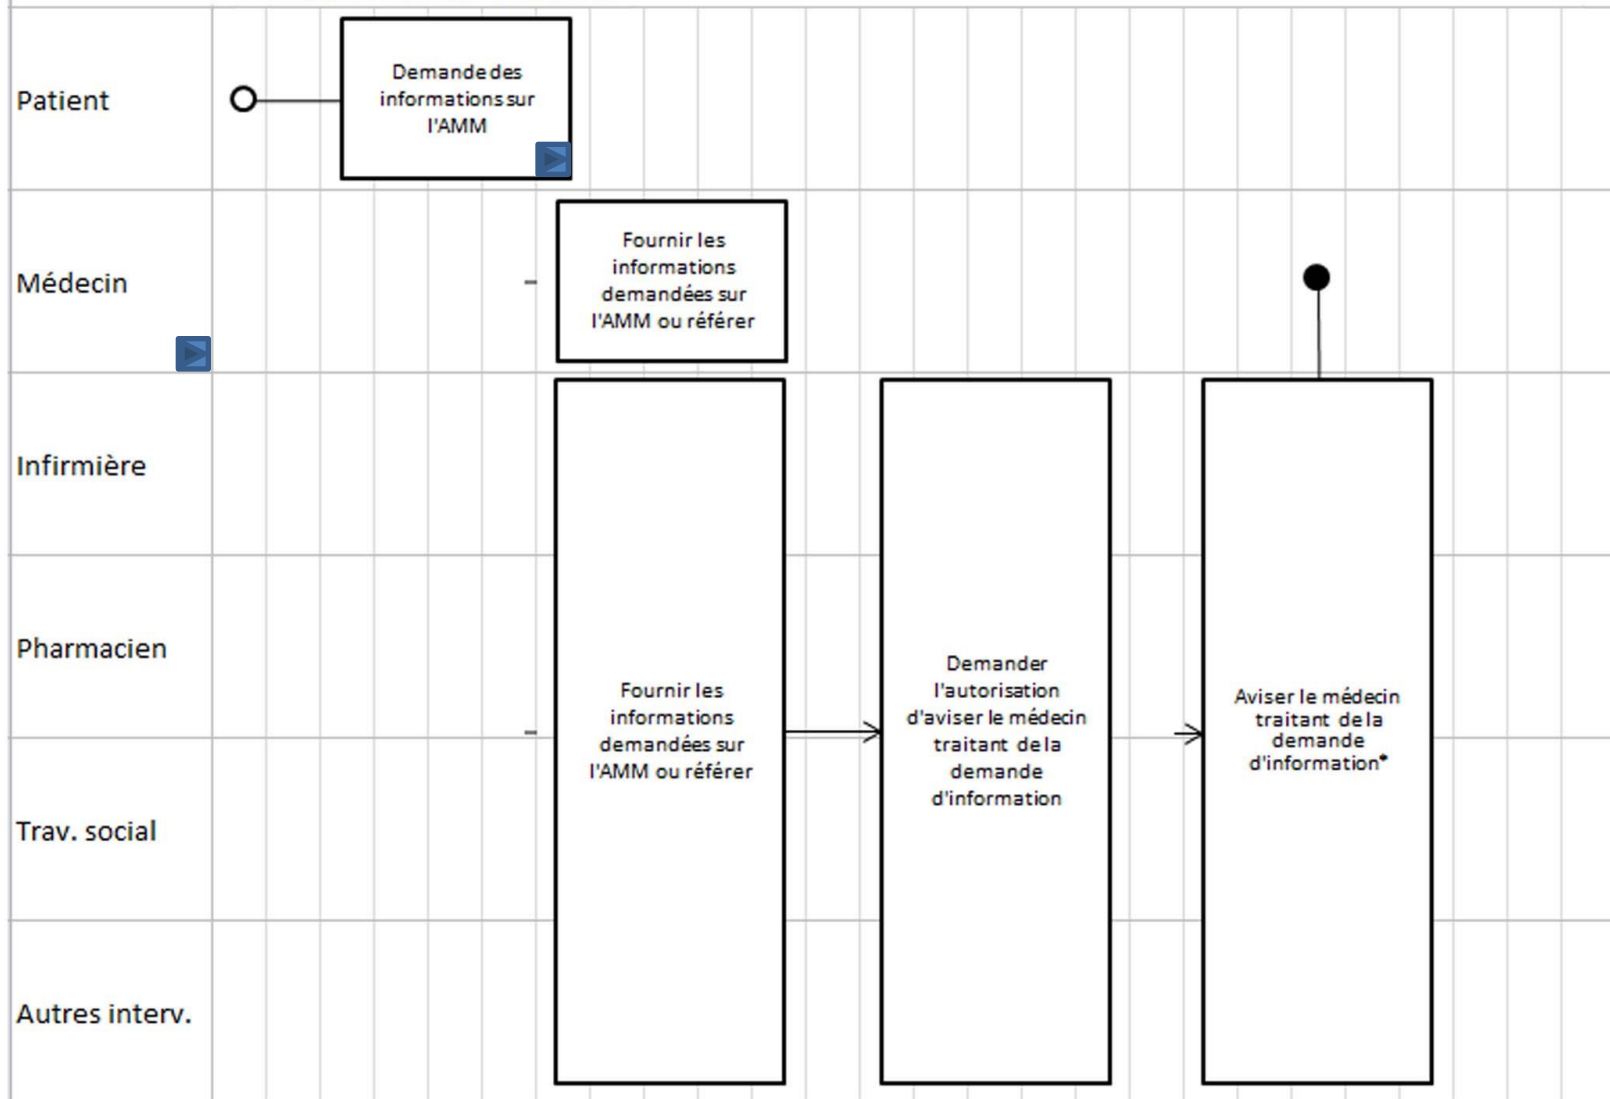 Patient
Demande des
informations sur
l'AMM
Médecin
Fournir les
informations
demandées sur
l'AMM ou référer
Infirmière
Pharmacien
Trav. social
Autres interv.
Fournir les
informations
demandées sur
l'AMM ou référer
Demander
l'autorisation
d'aviser le médecin
traitant de la
demande
d'information
Aviser le médecin
traitant de la
demande
d'information*